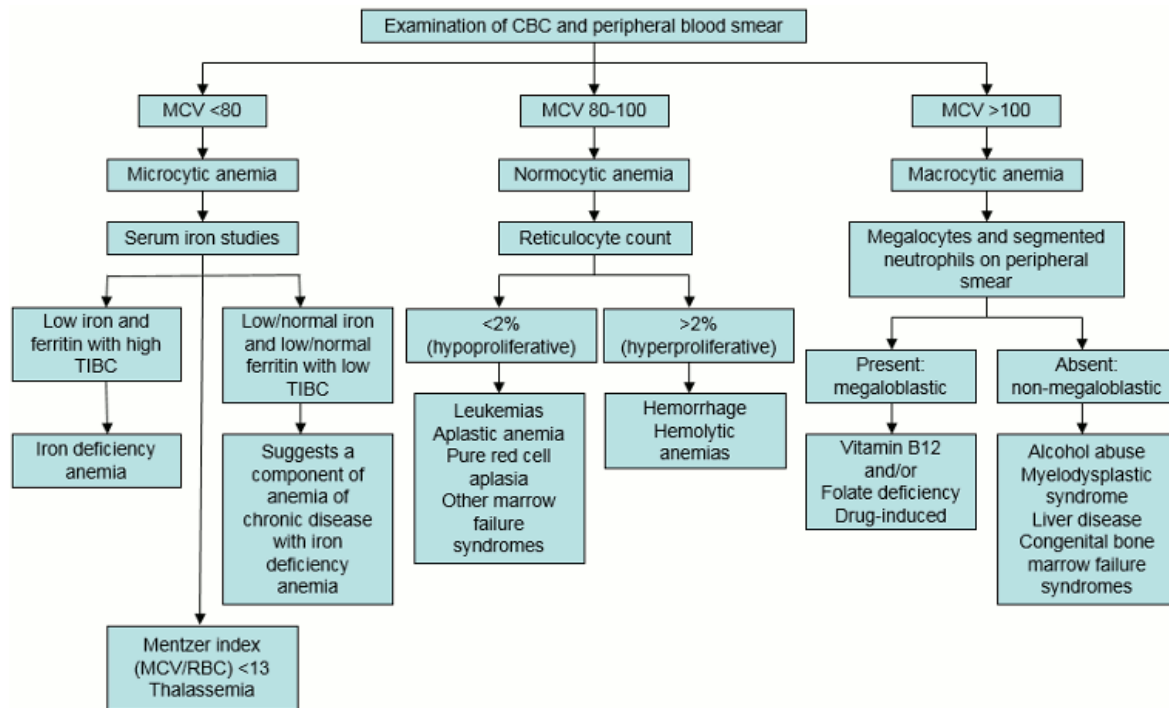 Examination of CBC and peripheral blood smear
MCV <80
MCV 80-100
MCV >100
Microcytic anemia
Normocytic anemia
Macrocytic anemia
Serum iron studies
Reticulocyte count
Megalocytes and segmented
neutrophils on peripheral
smear
Low iron and
ferritin with high
TIBC
Low/normal iron
and low/normal
ferritin with low
TIBC
<2%
(hypoproliferative)
>2%
(hyperproliferative)
Present:
megaloblastic
Absent:
non-megaloblastic
Iron deficiency
anemia
Suggests a
component of
anemia of
chronic disease
with iron
deficiency
anemia
Leukemias
Aplastic anemia
Pure red cell
aplasia
Other marrow
failure
syndromes
Hemorrhage
Hemolytic
anemias
Vitamin B12
and/or
Folate deficiency
Drug-induced
Alcohol abuse
Myelodysplastic
syndrome
Liver disease
Congenital bone
marrow failure
syndromes
Mentzer index
(MCV/RBC) <13
Thalassemia